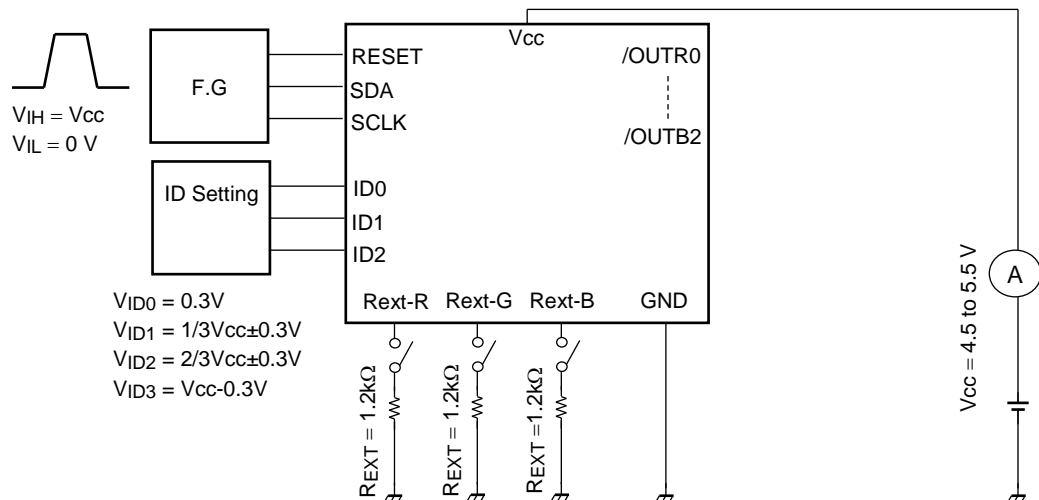 Vcc
RESET
SDA
SCLK
/OUTR0
/OUTB2
F.G
VIH = Vcc
VIL = 0 V
ID Setting
ID0
ID1
ID2
Rext-R Rext-G Rext-B GND
VID0 = 0.3V
VID1 = 1/3Vcc±0.3V
VID2 = 2/3Vcc±0.3V
VID3 = Vcc-0.3V
REXT = 1.2kΩ
REXT = 1.2kΩ
REXT =1.2kΩ
A
Vcc = 4.5 to 5.5 V